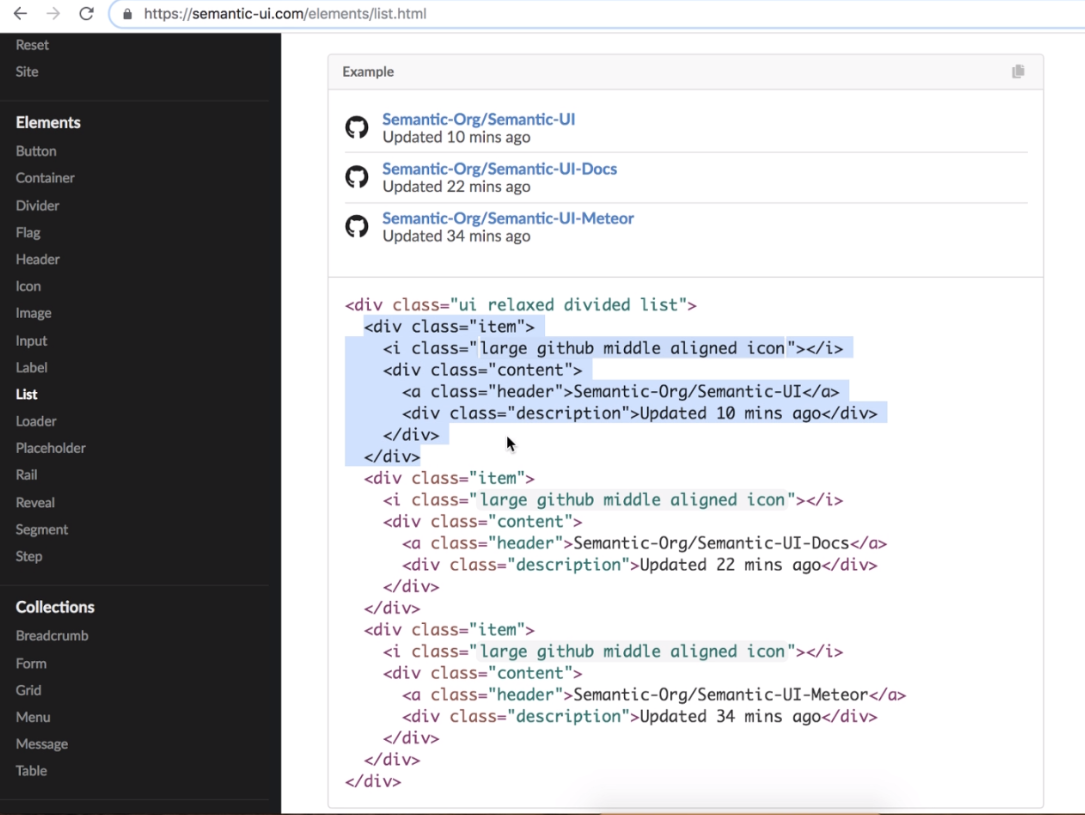 https://semantic-ui.com/elements/list.html
Reset
Site
Elements
Button
Container
Divider
Flag
Header
Icon
Image
Input
Label
List
Loader
Placeholder
Rail
Reveal
Segment
Step
Collections
Breadcrumb
Form
Grid
Menu
Message
Table
Example
Semantic-Org/Semantic-UI
Updated 10 mins ago
Semantic-Org/Semantic-UI-Docs
Updated 22 mins ago
Semantic-Org/Semantic-UI-Meteor
Updated 34 mins ago
<div class="ui relaxed divided list">
  <div class="item">
    <i class="large github middle aligned icon"></i>
    <div class="content">
      <a class="header">Semantic-Org/Semantic-UI</a>
      <div class="description">Updated 10 mins ago</div>
    </div>
  </div>
  <div class="item">
    <i class="large github middle aligned icon"></i>
    <div class="content">
      <a class="header">Semantic-Org/Semantic-UI-Docs</a>
      <div class="description">Updated 22 mins ago</div>
    </div>
  </div>
  <div class="item">
    <i class="large github middle aligned icon"></i>
    <div class="content">
      <a class="header">Semantic-Org/Semantic-UI-Meteor</a>
      <div class="description">Updated 34 mins ago</div>
    </div>
  </div>
</div>